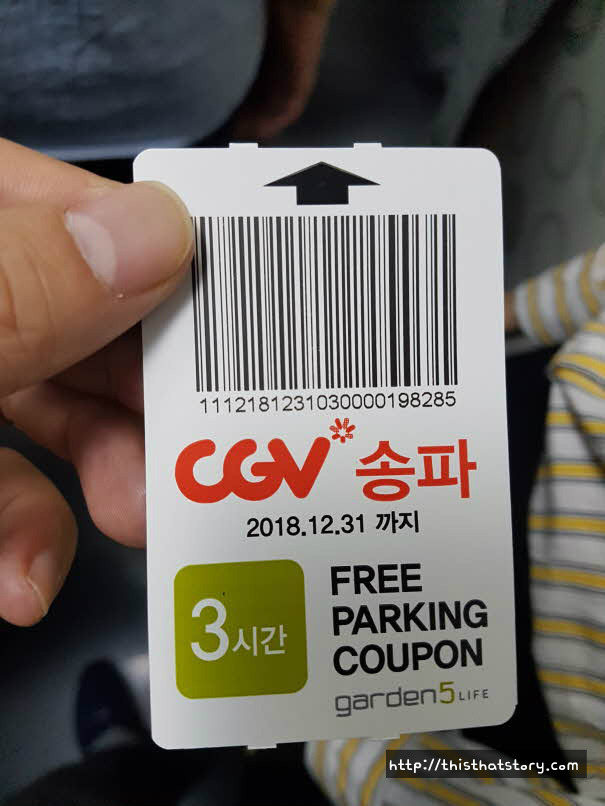 1112181231030000198285
CGV 송파
2018.12.31 까지
3시간
FREE
PARKING
COUPON
garden5 LIFE
http://thisthatstory.com